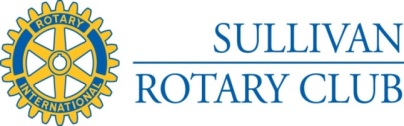 ROTARY
INTERNATIONAL
SULLIVAN
ROTARY CLUB